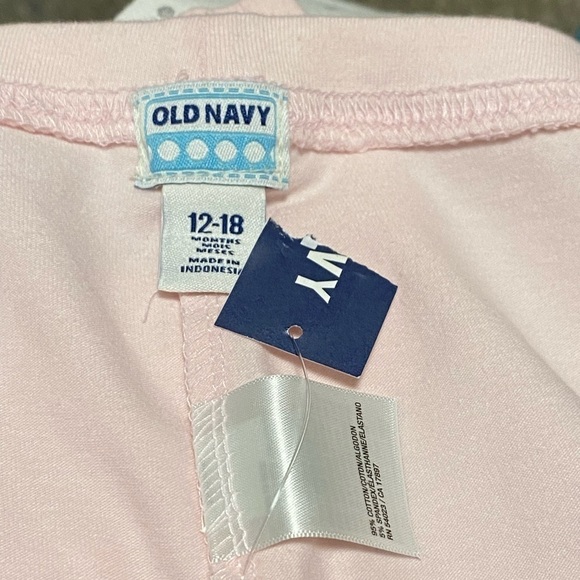 OLD NAVY
12-18
MONTHS
MOIS
MESES
MADE IN
INDONESIA
VY
95% COTTON/COTON/ALGODON
5% SPANDEX/ELASTHANNE/ELASTANO
RN 54023 / CA 17897